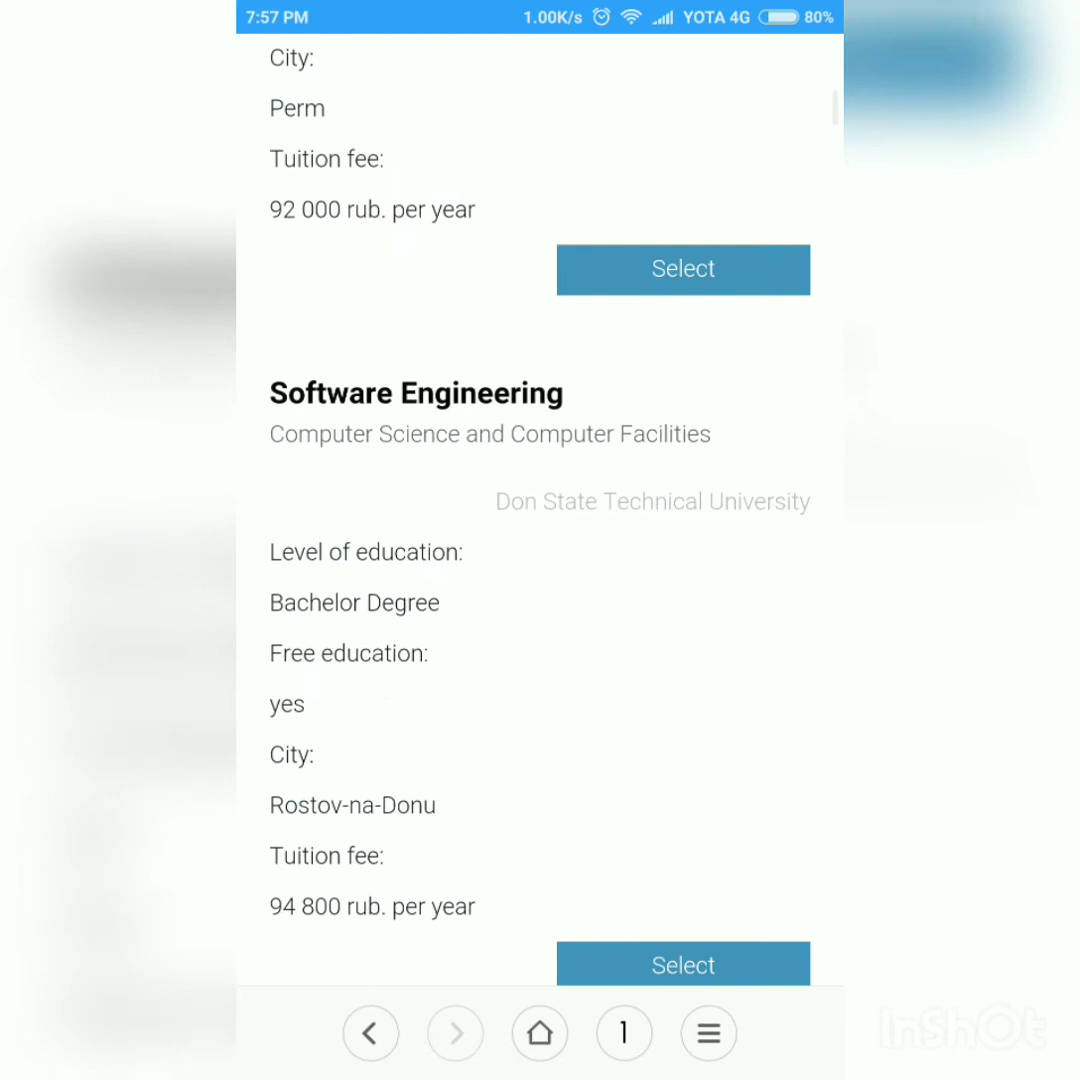 7:57 PM 1.00K/s YOTA 4G 80%
City:
Perm
Tuition fee:
92 000 rub. per year
Select
Software Engineering
Computer Science and Computer Facilities
Don State Technical University
Level of education:
Bachelor Degree
Free education:
yes
City:
Rostov-na-Donu
Tuition fee:
94 800 rub. per year
Select
1
InShOt